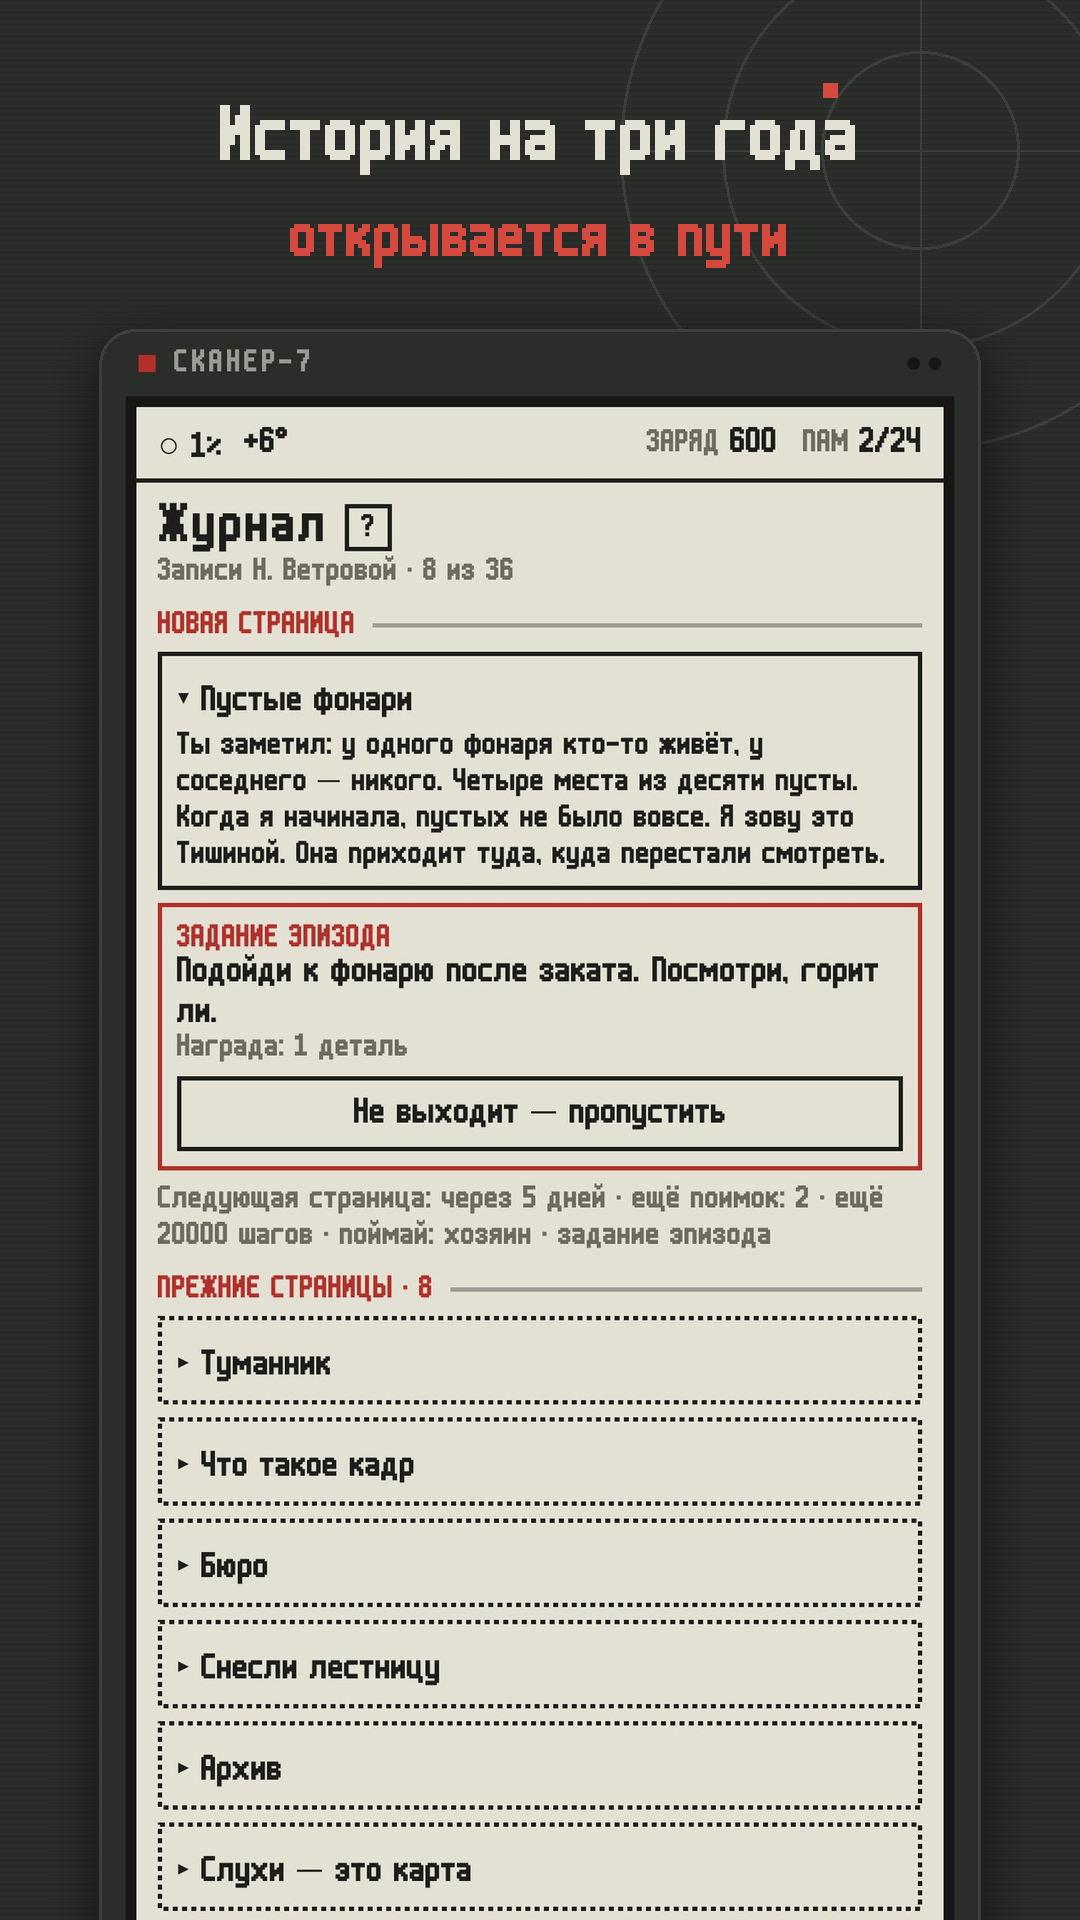 История на три года
открывается в пути
СКАНЕР-7
○ 1% +6° ЗАРЯД 600 ПАМ 2/24
Журнал ?
Записи Н. Ветровой · 8 из 36
НОВАЯ СТРАНИЦА
▾ Пустые фонари
Ты заметил: у одного фонаря кто-то живёт, у
соседнего — никого. Четыре места из десяти пусты.
Когда я начинала, пустых не было вовсе. Я зову это
Тишиной. Она приходит туда, куда перестали смотреть.
ЗАДАНИЕ ЭПИЗОДА
Подойди к фонарю после заката. Посмотри, горит
ли.
Награда: 1 деталь
Не выходит — пропустить
Следующая страница: через 5 дней · ещё поимок: 2 · ещё
20000 шагов · поймай: хозяин · задание эпизода
ПРЕЖНИЕ СТРАНИЦЫ · 8
▸ Туманник
▸ Что такое кадр
▸ Бюро
▸ Снесли лестницу
▸ Архив
▸ Слухи — это карта